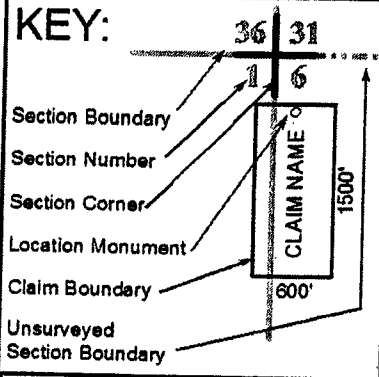 KEY:
36 31
1 6
Section Boundary
Section Number
Section Corner
Location Monument
Claim Boundary
Unsurveyed
Section Boundary
CLAIM NAME
1500'
600'